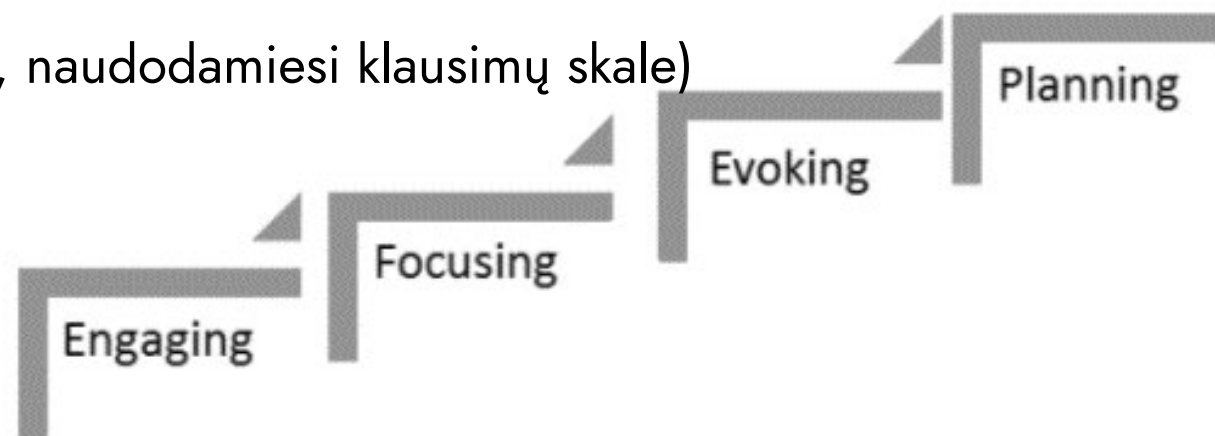 , naudodamiesi klausimų skale)
Planning
Evoking
Focusing
Engaging